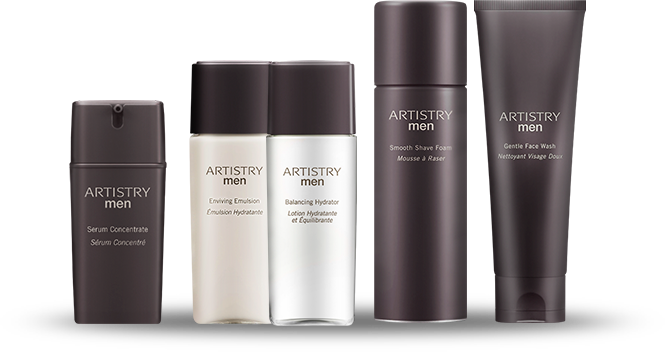 ARTISTRY
men
Serum Concentrate
Sérum Concentré
ARTISTRY
men
Enviving Emulsion
Émulsion Hydratante
ARTISTRY
men
Balancing Hydrator
Lotion Hydratante
et Équilibrante
ARTISTRY
men
Smooth Shave Foam
Mousse à Raser
ARTISTRY
men
Gentle Face Wash
Nettoyant Visage Doux